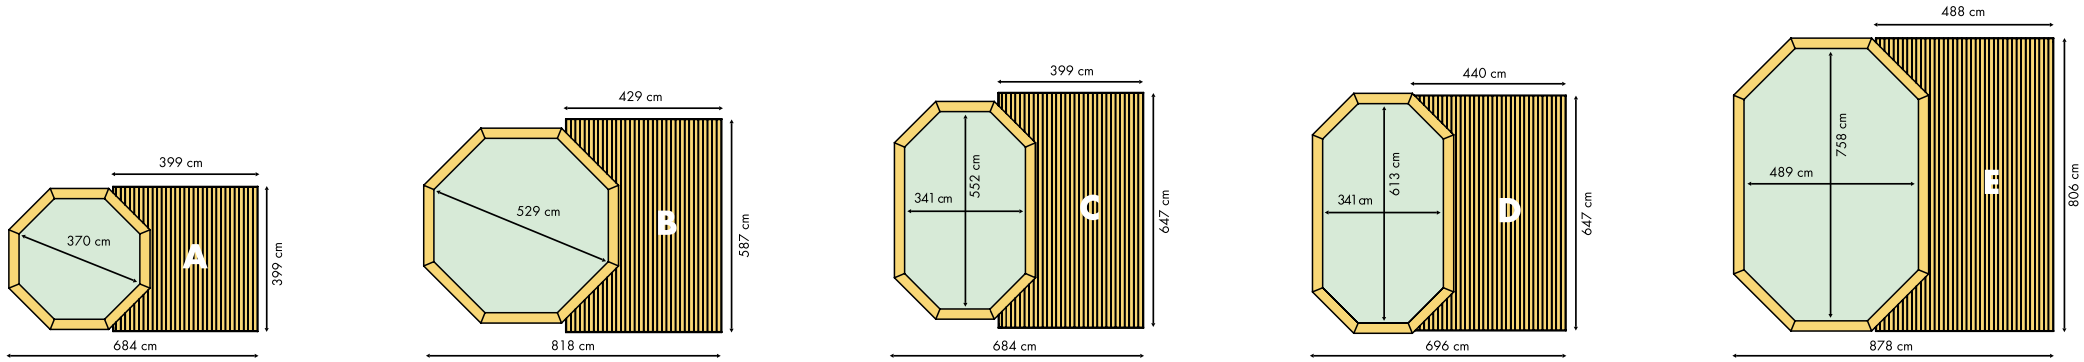 399 cm
370 cm
A
399 cm
684 cm
429 cm
529 cm
B
587 cm
818 cm
399 cm
552 cm
341 cm
C
647 cm
684 cm
440 cm
613 cm
341 cm
D
647 cm
696 cm
488 cm
758 cm
489 cm
E
806 cm
878 cm